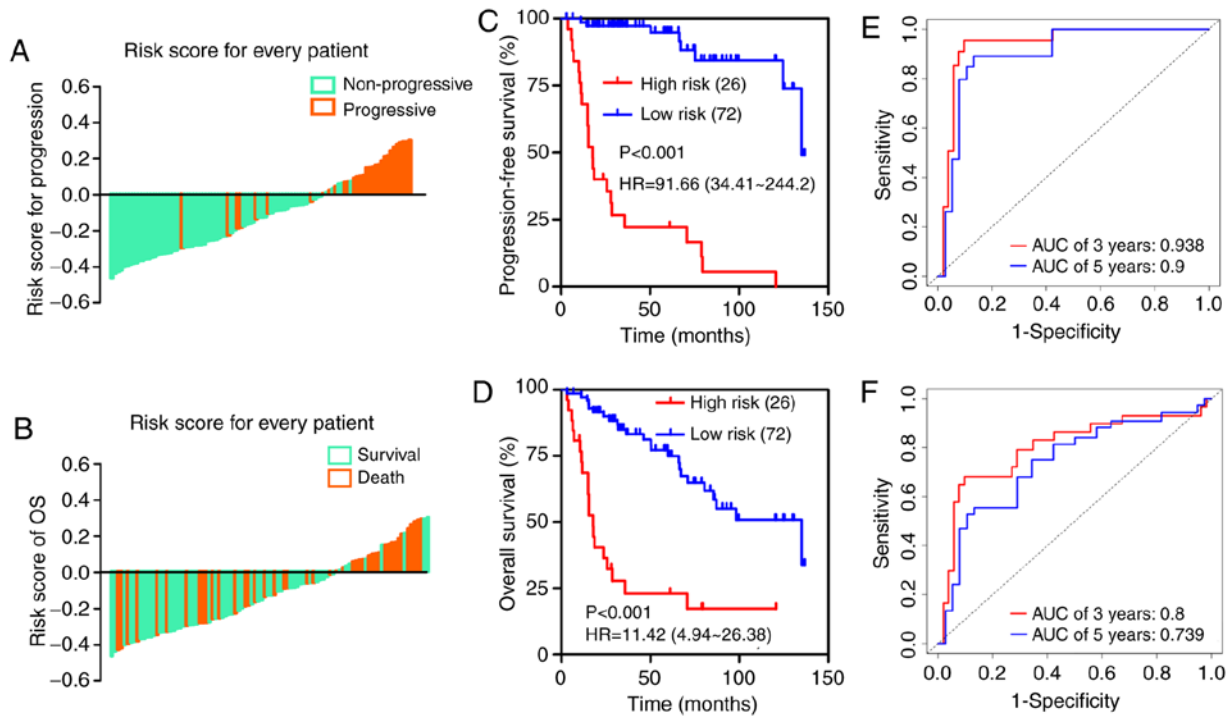 A
Risk score for every patient
Non-progressive
Progressive
Risk score for progression
0.6
0.4
0.2
0.0
−0.2
−0.4
−0.6
B
Risk score for every patient
Survival
Death
Risk score of OS
0.6
0.4
0.2
0.0
−0.2
−0.4
−0.6
C
Progression-free survival (%)
100
75
50
25
0
High risk (26)
Low risk (72)
P<0.001
HR=91.66 (34.41~244.2)
0 50 100 150
Time (months)
D
Overall survival (%)
100
75
50
25
0
High risk (26)
Low risk (72)
P<0.001
HR=11.42 (4.94~26.38)
0 50 100 150
Time (months)
E
Sensitivity
1.0
0.8
0.6
0.4
0.2
0.0
AUC of 3 years: 0.938
AUC of 5 years: 0.9
0.0 0.2 0.4 0.6 0.8 1.0
1-Specificity
F
Sensitivity
1.0
0.8
0.6
0.4
0.2
0.0
AUC of 3 years: 0.8
AUC of 5 years: 0.739
0.0 0.2 0.4 0.6 0.8 1.0
1-Specificity